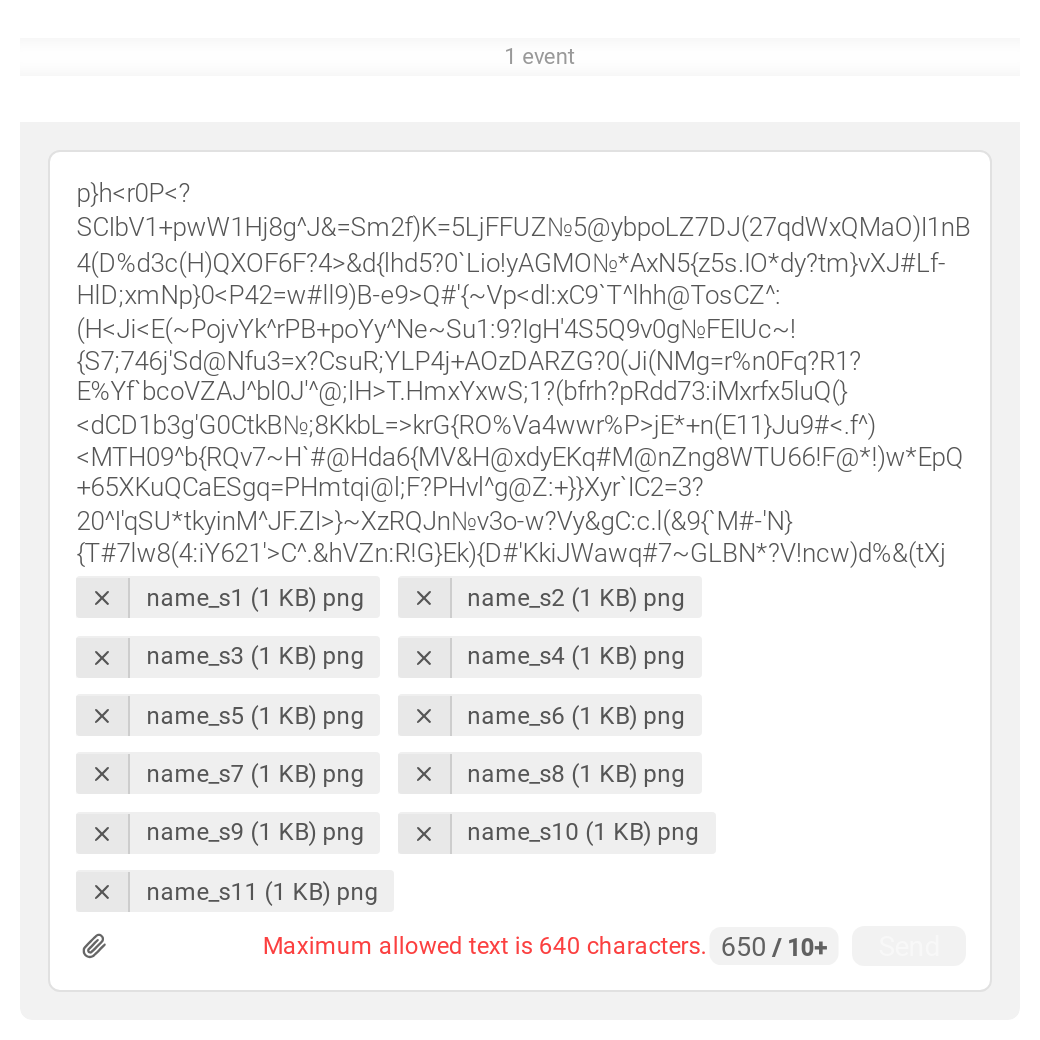 1 event
p}h<r0P<?
SCIbV1+pwW1Hj8g^J&=Sm2f)K=5LjFFUZ№5@ybpoLZ7DJ(27qdWxQMaO)I1nB
4(D%d3c(H)QXOF6F?4>&d{lhd5?0`Lio!yAGMO№*AxN5{z5s.IO*dy?tm}vXJ#Lf-
HID;xmNp}0<P42=w#ll9)B-e9>Q#'{~Vp<dl:xC9`T^lhh@TosCZ^:
(H<Ji<E(~PojvYk^rPB+poYy^Ne~Su1:9?IgH'4S5Q9v0g№FEIUc~!
{S7;746j'Sd@Nfu3=x?CsuR;YLP4j+AOzDARZG?0(Ji(NMg=r%n0Fq?R1?
E%Yf`bcoVZAJ^bl0J'^@;lH>T.HmxYxwS;1?(bfrh?pRdd73:iMxrfx5luQ(}
<dCD1b3g'G0CtkB№;8KkbL=>krG{RO%Va4wwr%P>jE*+n(E11}Ju9#<.f^)
<MTH09^b{RQv7~H`#@Hda6{MV&H@xdyEKq#M@nZng8WTU66!F@*!)w*EpQ
+65XKuQCaESgq=PHmtqi@l;F?PHvl^g@Z:+}}Xyr`lC2=3?
20^I'qSU*tkyinM^JF.ZI>}~XzRQJn№v3o-w?Vy&gC:c.l(&9{`M#-'N}
{T#7lw8(4:iY621'>C^.&hVZn:R!G}Ek){D#'KkiJWawq#7~GLBN*?V!ncw)d%&(tXj
name_s1 (1 KB) png name_s2 (1 KB) png
name_s3 (1 KB) png name_s4 (1 KB) png
name_s5 (1 KB) png name_s6 (1 KB) png
name_s7 (1 KB) png name_s8 (1 KB) png
name_s9 (1 KB) png name_s10 (1 KB) png
name_s11 (1 KB) png
Maximum allowed text is 640 characters. 650 / 10+ Send